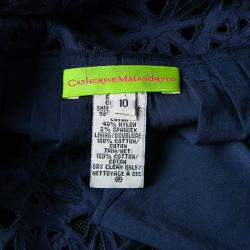 CATHERINE MALANDRINO
10
40% NYLON
2% SPANDEX
LINING/DOUBLURE:
100% COTTON/
COTON
TRIM/NET:
100% COTTON/
COTON
DRY CLEAN ONLY/
NETTOYAGE A SEC